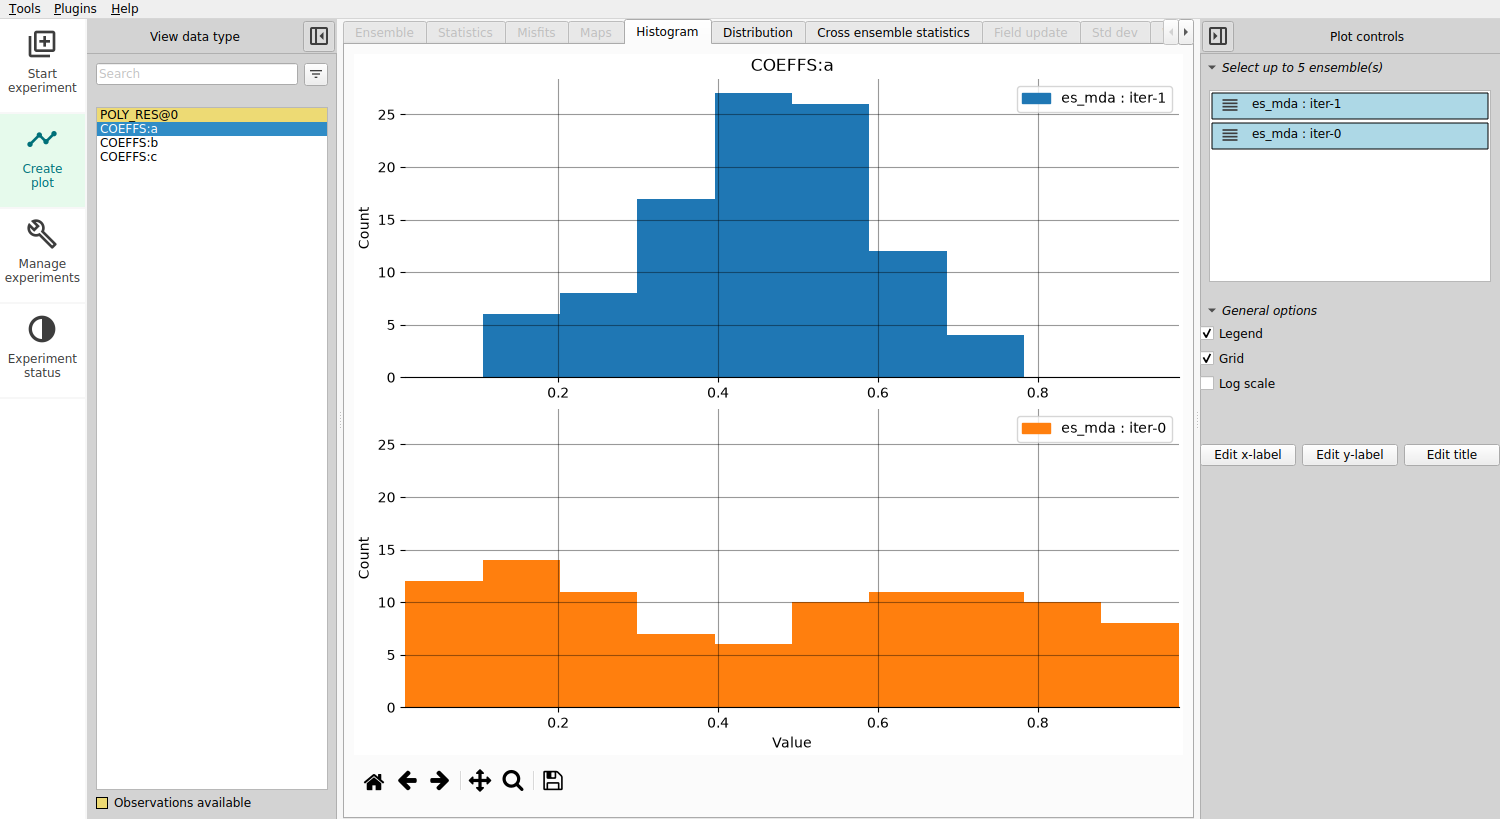 Tools Plugins Help
Start
experiment
Create
plot
Manage
experiments
Experiment
status
View data type
Search
POLY_RES@0
COEFFS:a
COEFFS:b
COEFFS:c
Observations available
Ensemble Statistics Misfits Maps Histogram Distribution Cross ensemble statistics Field update Std dev
COEFFS:a
es_mda : iter-1
Count
25
20
15
10
5
0
0.2 0.4 0.6 0.8
es_mda : iter-0
Count
25
20
15
10
5
0
0.2 0.4 0.6 0.8
Value
Plot controls
Select up to 5 ensemble(s)
es_mda : iter-1
es_mda : iter-0
General options
Legend
Grid
Log scale
Edit x-label Edit y-label Edit title